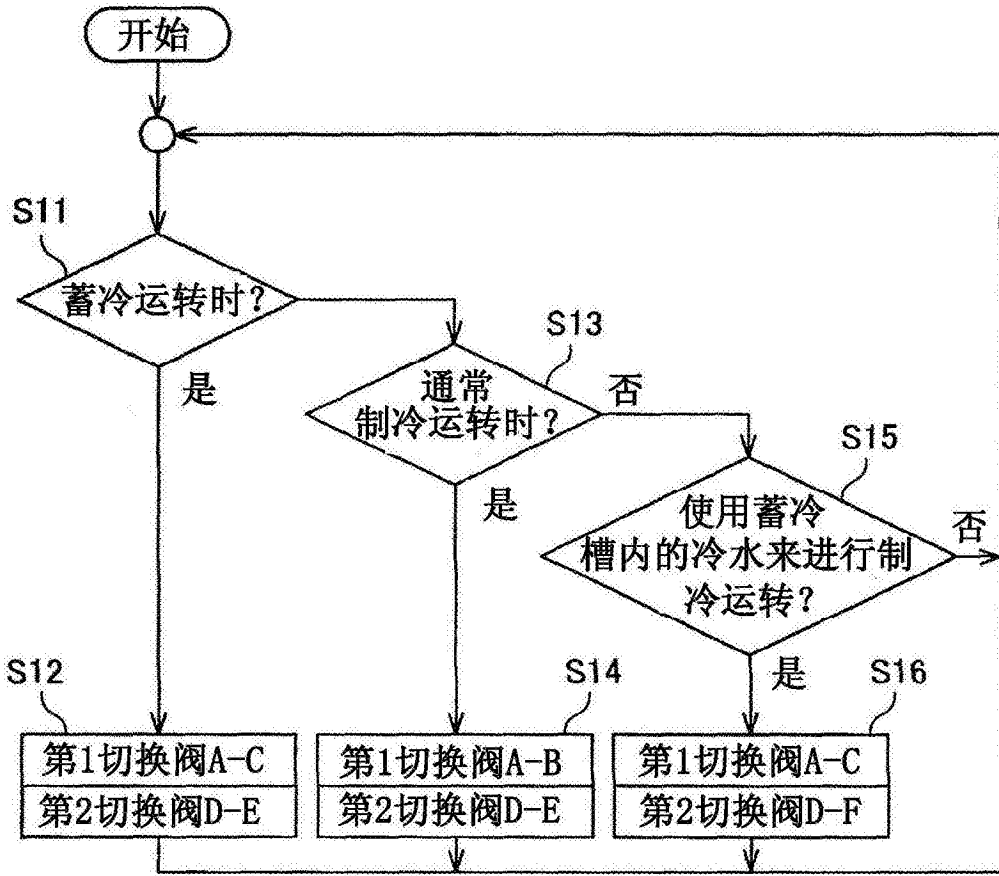 开始
S11
蓄冷运转时？
是
S13
通常
制冷运转时？
否
是
S15
使用蓄冷
槽内的冷水来进行制
冷运转？
否
是
S12
第1切换阀A-C
第2切换阀D-E
S14
第1切换阀A-B
第2切换阀D-E
S16
第1切换阀A-C
第2切换阀D-F